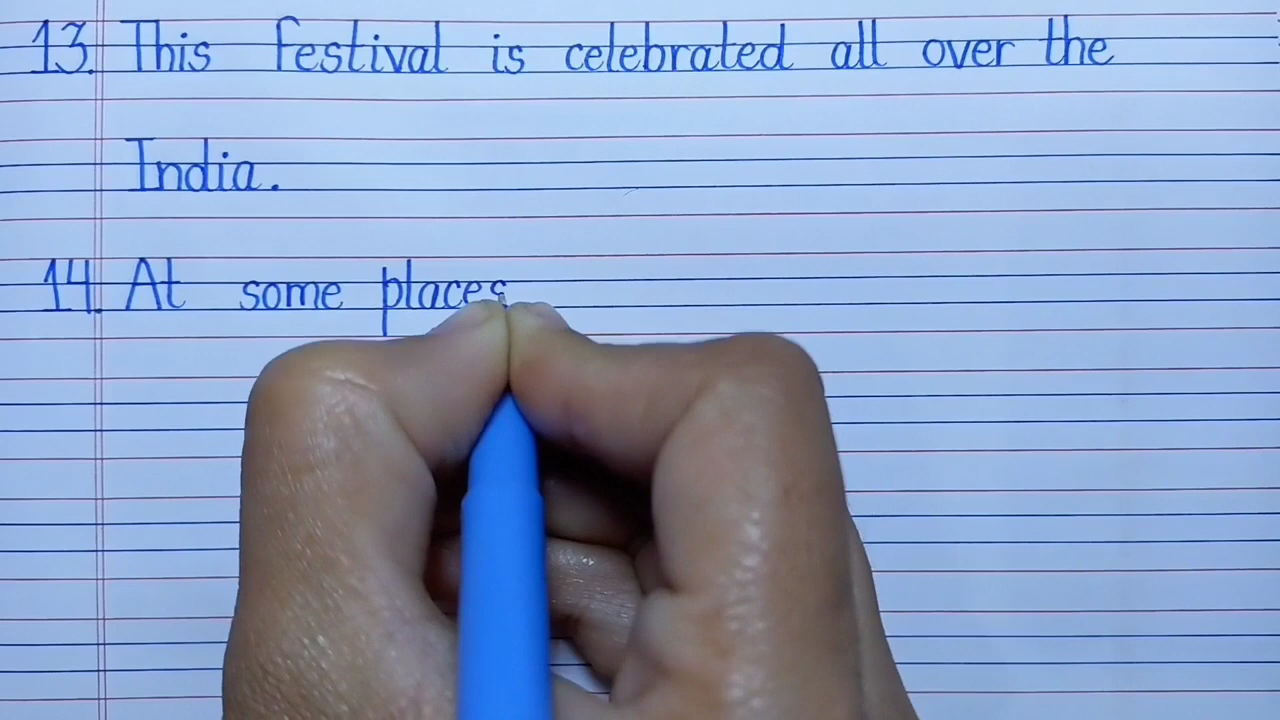 13. This festival is celebrated all over the
India.
14. At some places